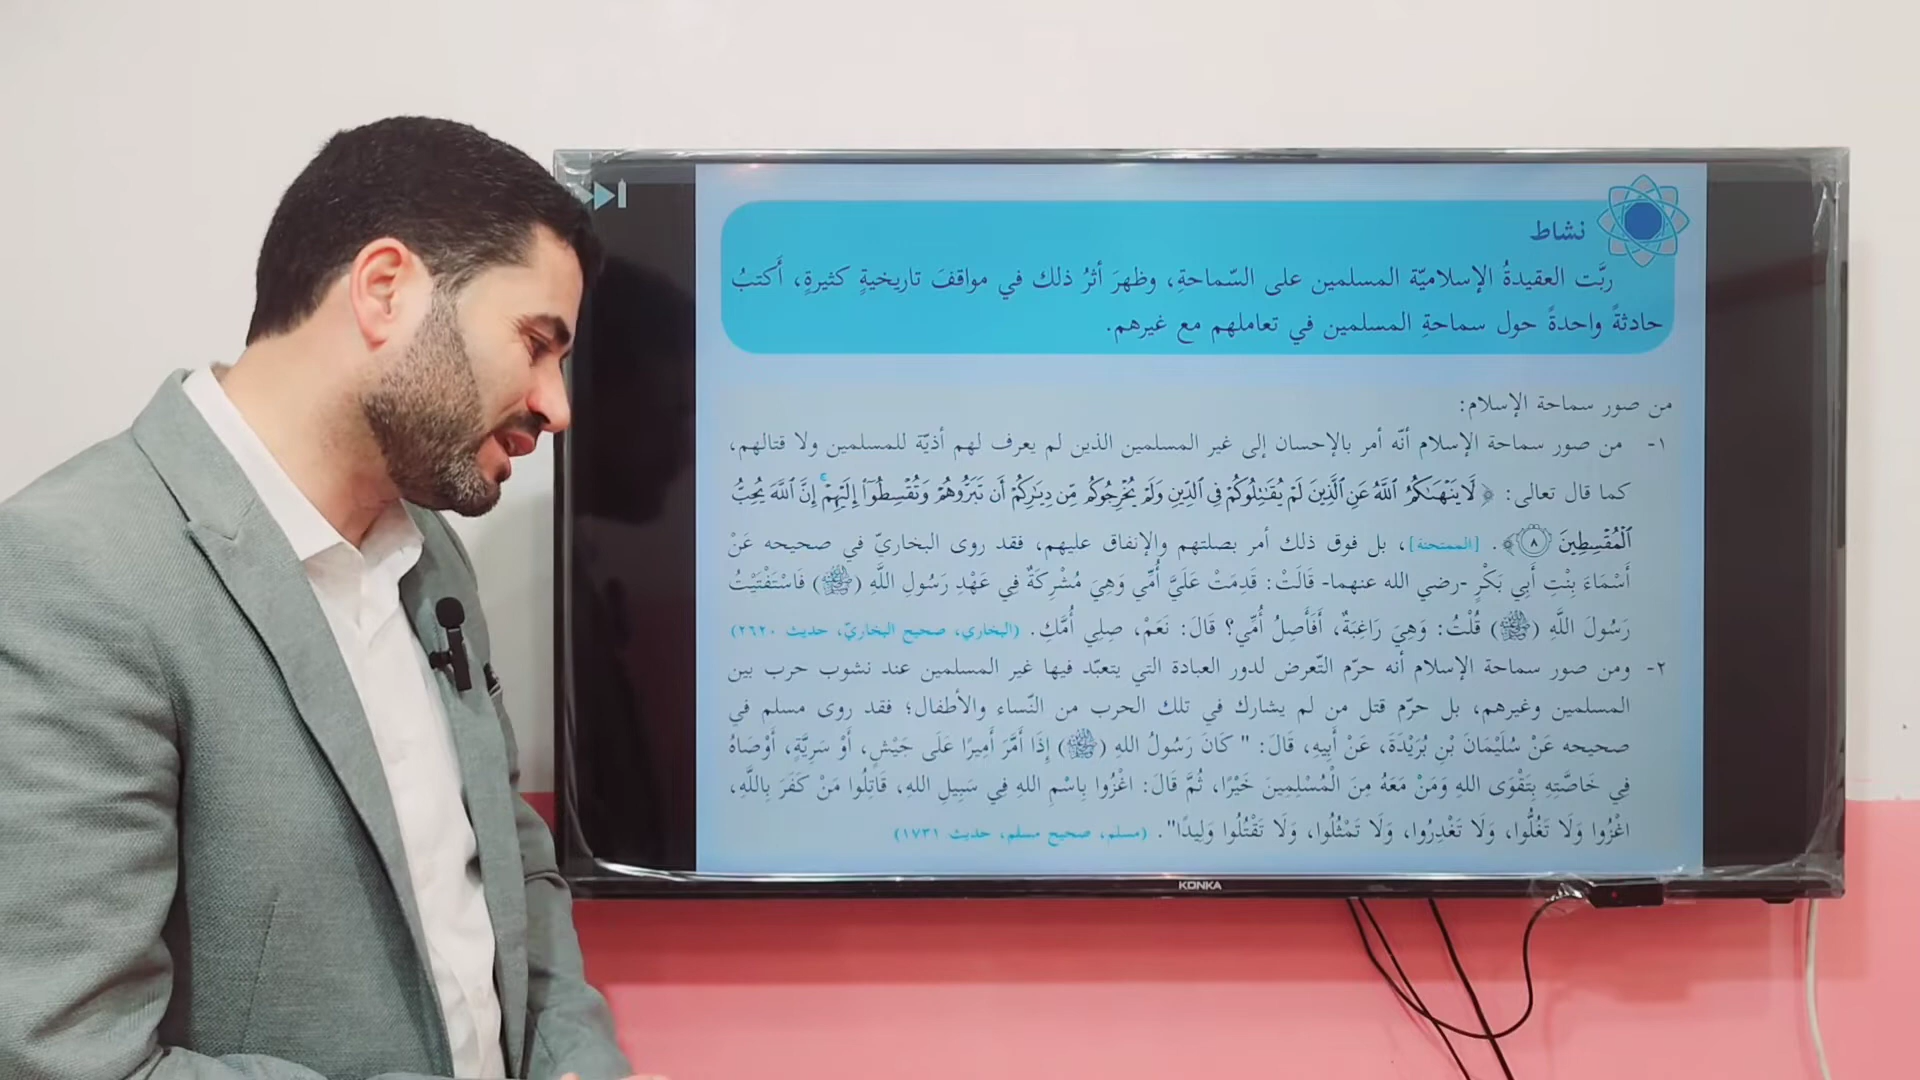 نشاط
ربَّت العقيدةُ الإسلاميّة المسلمين على السّماحةِ، وظهرَ أثرُ ذلك في مواقفَ تاريخيةٍ كثيرةٍ، أَكتبُ
حادثةً واحدةً حول سماحةِ المسلمين في تعاملهم مع غيرهم.
من صور سماحة الإسلام:
١- من صور سماحة الإسلام أنّه أمر بالإحسان إلى غير المسلمين الذين لم يعرف لهم أذيّة للمسلمين ولا قتالهم،
كما قال تعالى: ﴿ لَّا يَنْهَىٰكُمُ ٱللَّهُ عَنِ ٱلَّذِينَ لَمْ يُقَٰتِلُوكُمْ فِى ٱلدِّينِ وَلَمْ يُخْرِجُوكُم مِّن دِيَٰرِكُمْ أَن تَبَرُّوهُمْ وَتُقْسِطُوٓا۟ إِلَيْهِمْ إِنَّ ٱللَّهَ يُحِبُّ
ٱلْمُقْسِطِينَ ٨ ﴾. [الممتحنة]، بل فوق ذلك أمر بصلتهم والإنفاق عليهم، فقد روى البخاريّ في صحيحه عَنْ
أَسْمَاءَ بِنْتِ أَبِي بَكْرٍ -رضي الله عنهما- قَالَتْ: قَدِمَتْ عَلَيَّ أُمِّي وَهِيَ مُشْرِكَةٌ فِي عَهْدِ رَسُولِ اللَّهِ (ﷺ) فَاسْتَفْتَيْتُ
رَسُولَ اللَّهِ (ﷺ) قُلْتُ: وَهِيَ رَاغِبَةٌ، أَفَأَصِلُ أُمِّي؟ قَالَ: نَعَمْ، صِلِي أُمَّكِ. (البخاري، صحيح البخاريّ، حديث ٢٦٢٠)
٢- ومن صور سماحة الإسلام أنه حرّم التّعرض لدور العبادة التي يتعبّد فيها غير المسلمين عند نشوب حرب بين
المسلمين وغيرهم، بل حرّم قتل من لم يشارك في تلك الحرب من النّساء والأطفال؛ فقد روى مسلم في
صحيحه عَنْ سُلَيْمَانَ بْنِ بُرَيْدَةَ، عَنْ أَبِيهِ، قَالَ: " كَانَ رَسُولُ اللهِ (ﷺ) إِذَا أَمَّرَ أَمِيرًا عَلَى جَيْشٍ، أَوْ سَرِيَّةٍ، أَوْصَاهُ
فِي خَاصَّتِهِ بِتَقْوَى اللهِ وَمَنْ مَعَهُ مِنَ الْمُسْلِمِينَ خَيْرًا، ثُمَّ قَالَ: اغْزُوا بِاسْمِ اللهِ فِي سَبِيلِ اللهِ، قَاتِلُوا مَنْ كَفَرَ بِاللَّهِ،
اغْزُوا وَلَا تَغُلُّوا، وَلَا تَغْدِرُوا، وَلَا تَمْثُلُوا، وَلَا تَقْتُلُوا وَلِيدًا". (مسلم، صحيح مسلم، حديث ١٧٣١)
KONKA